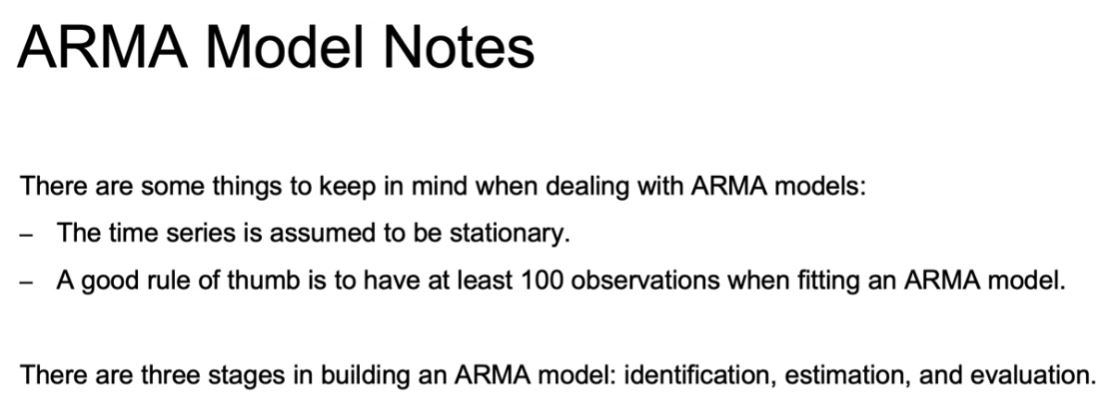 ARMA Model Notes
There are some things to keep in mind when dealing with ARMA models:
– The time series is assumed to be stationary.
– A good rule of thumb is to have at least 100 observations when fitting an ARMA model.
There are three stages in building an ARMA model: identification, estimation, and evaluation.